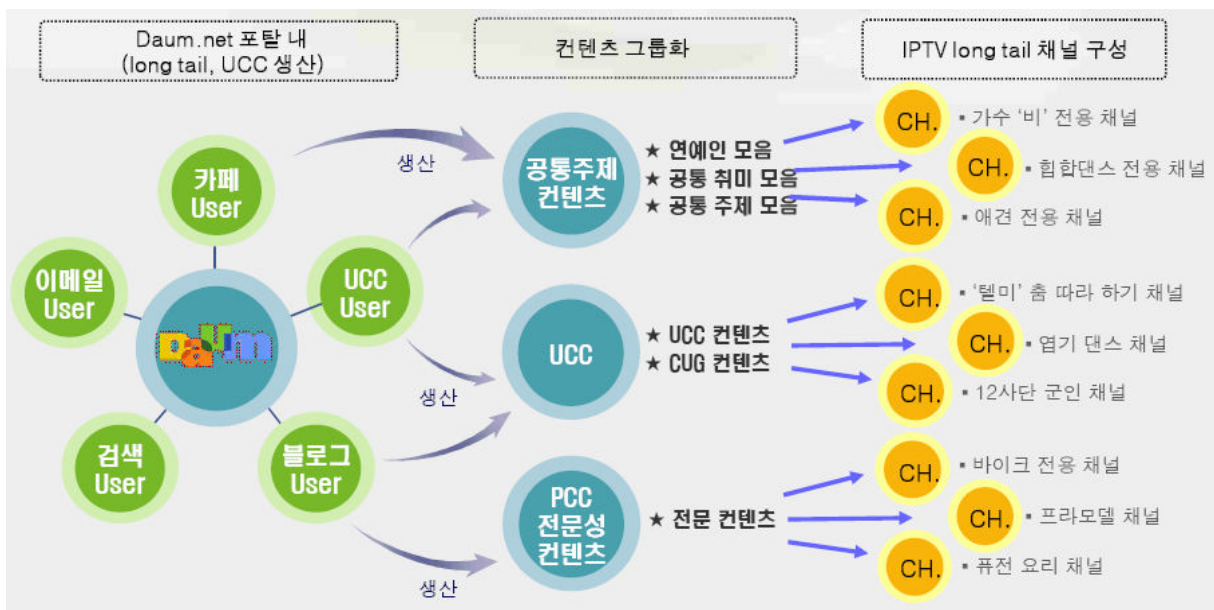 Daum.net 포탈 내
(long tail, UCC 생산)
컨텐츠 그룹화
IPTV long tail 채널 구성
카페
User
이메일
User
UCC
User
Daum
검색
User
블로그
User
생산
생산
생산
공통주제
컨텐츠
★ 연예인 모음
★ 공통 취미 모음
★ 공통 주제 모음
CH.
▪ 가수 ‘비’ 전용 채널
CH.
▪ 힙합댄스 전용 채널
CH.
▪ 애견 전용 채널
UCC
★ UCC 컨텐츠
★ CUG 컨텐츠
CH.
▪ ‘텔미’ 춤 따라 하기 채널
CH.
▪ 엽기 댄스 채널
CH.
▪ 12사단 군인 채널
PCC
전문성
컨텐츠
★ 전문 컨텐츠
CH.
▪ 바이크 전용 채널
CH.
▪ 프라모델 채널
CH.
▪ 퓨전 요리 채널